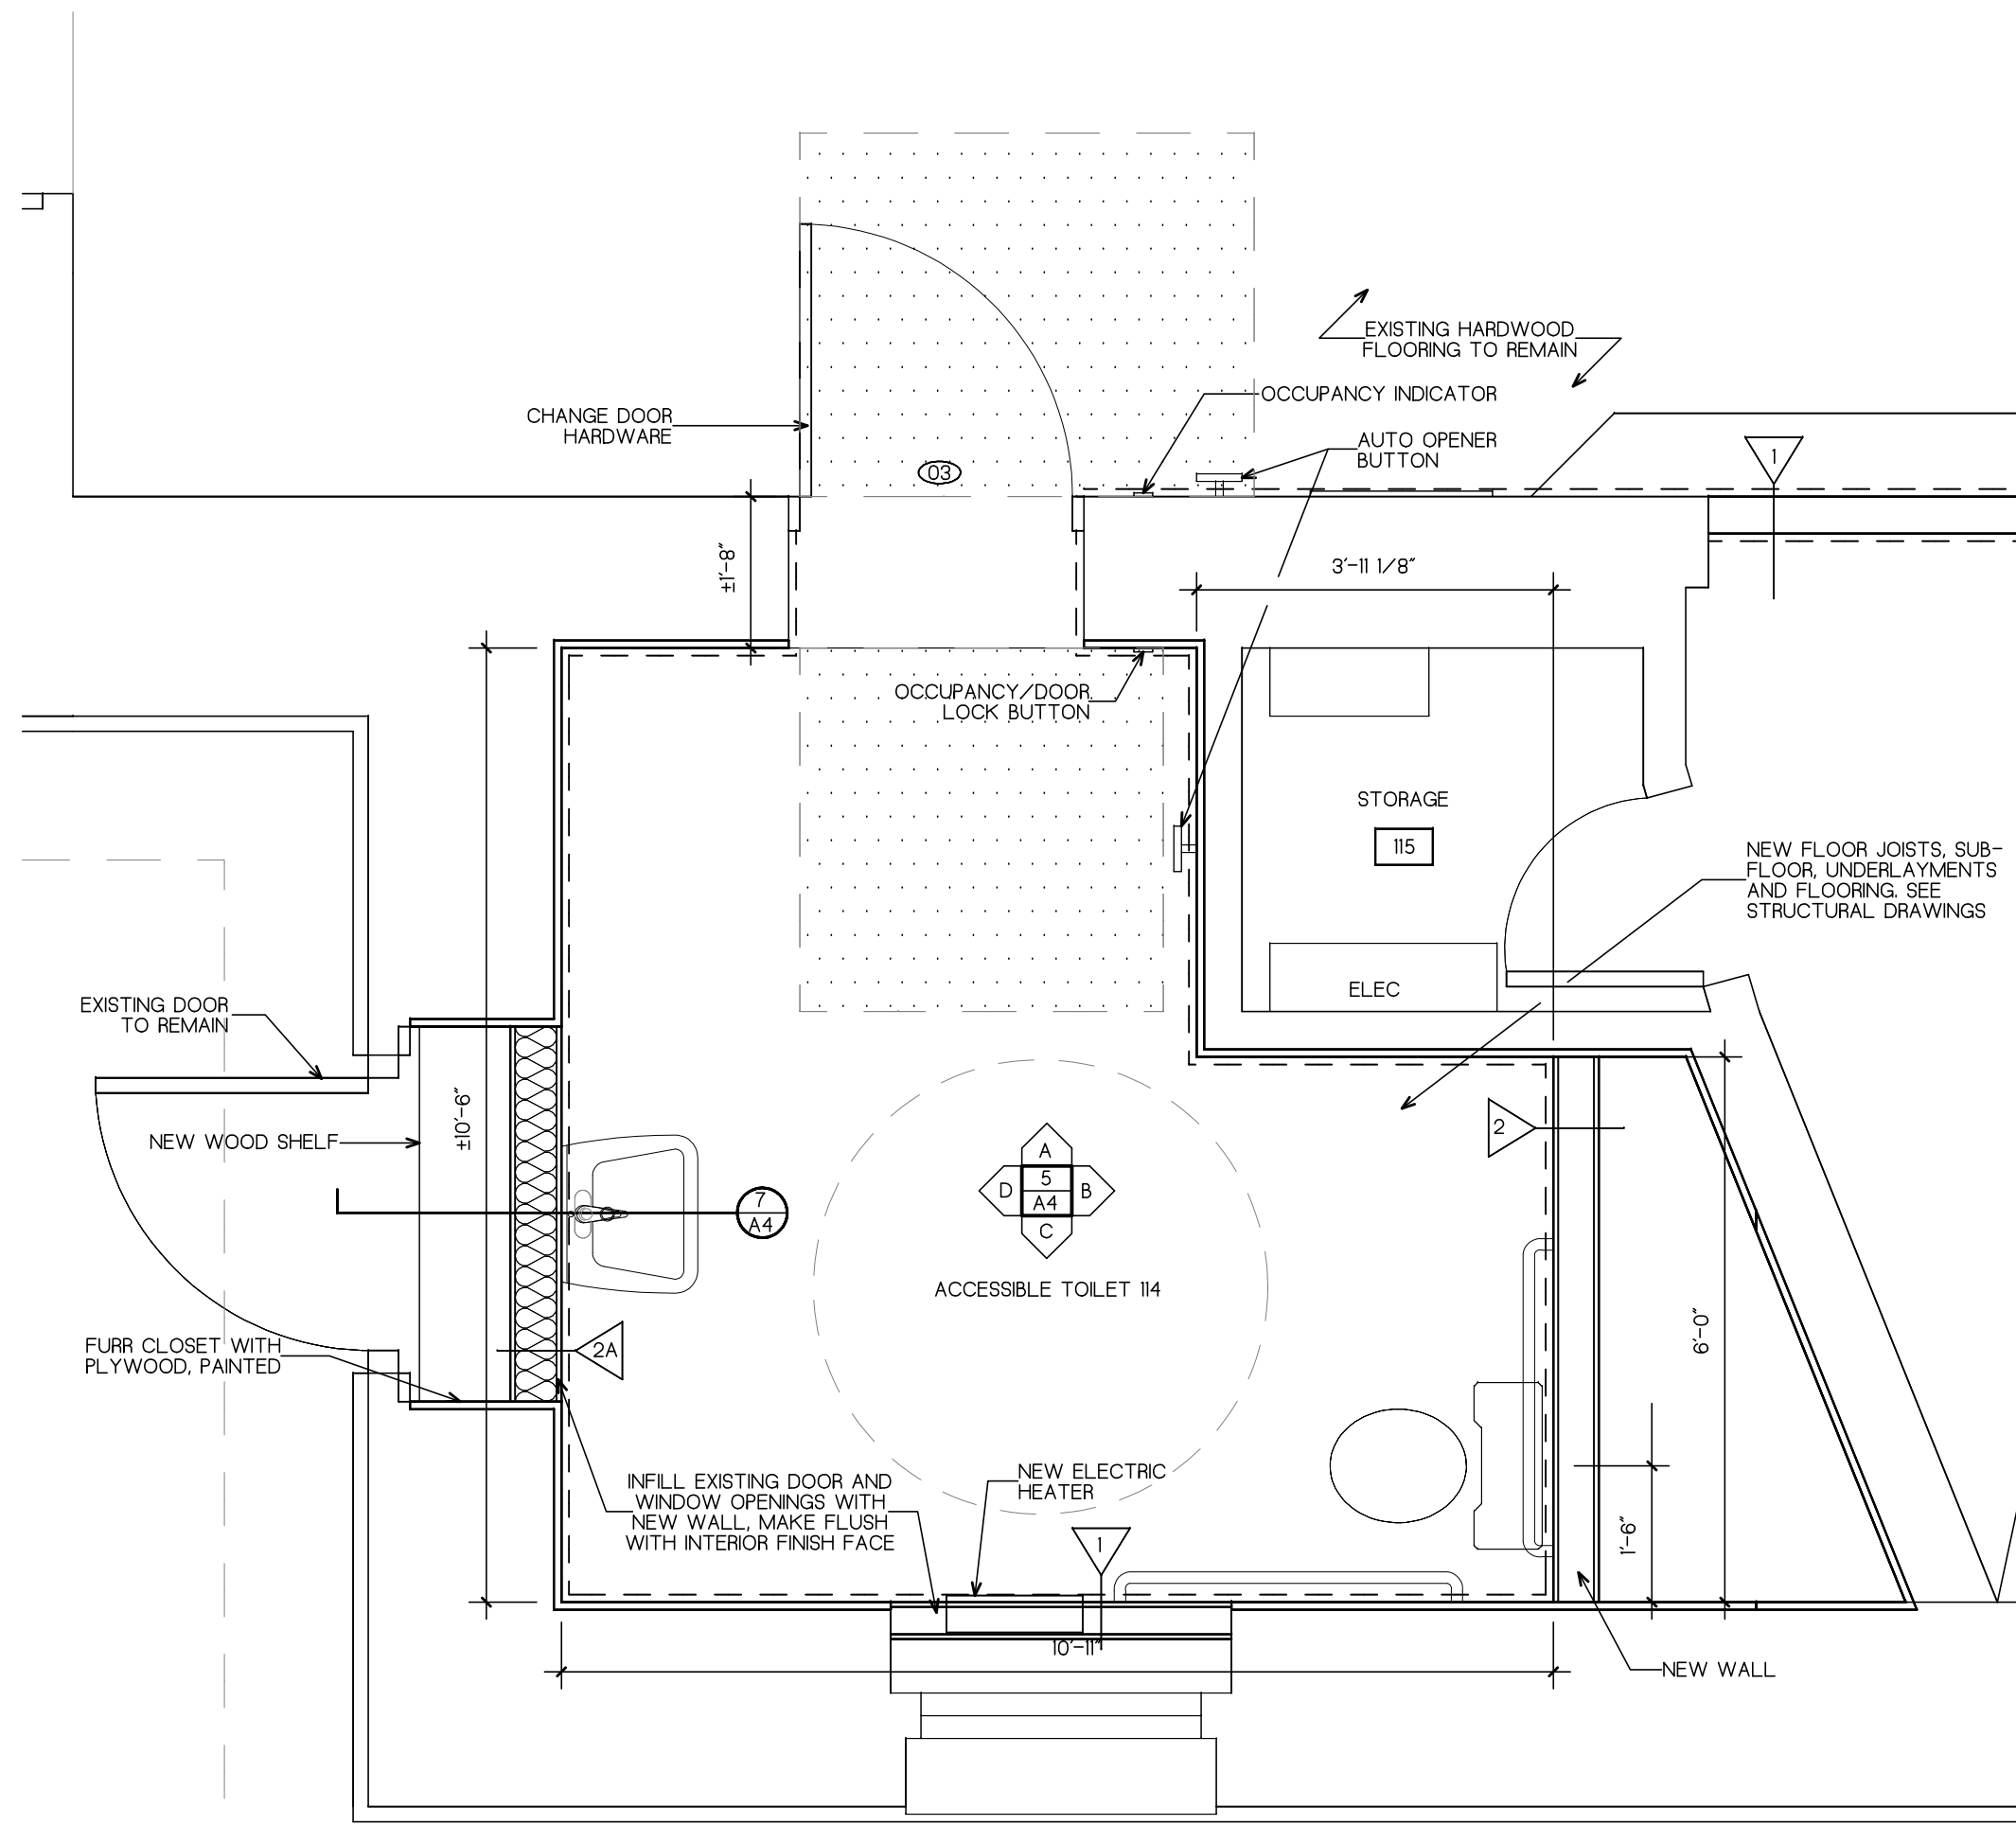 EXISTING HARDWOOD
FLOORING TO REMAIN
OCCUPANCY INDICATOR
CHANGE DOOR
HARDWARE
AUTO OPENER
BUTTON
1
03
±1'-8"
3'-11 1/8"
OCCUPANCY/DOOR
LOCK BUTTON
STORAGE
115
NEW FLOOR JOISTS, SUB-
FLOOR, UNDERLAYMENTS
AND FLOORING. SEE
STRUCTURAL DRAWINGS
ELEC
EXISTING DOOR
TO REMAIN
±10'-6"
NEW WOOD SHELF
2
A
5
D
B
A4
C
7
A4
ACCESSIBLE TOILET 114
6'-0"
FURR CLOSET WITH
PLYWOOD, PAINTED
2A
INFILL EXISTING DOOR AND
WINDOW OPENINGS WITH
NEW WALL, MAKE FLUSH
WITH INTERIOR FINISH FACE
NEW ELECTRIC
HEATER
1
1'-6"
10'-11"
NEW WALL